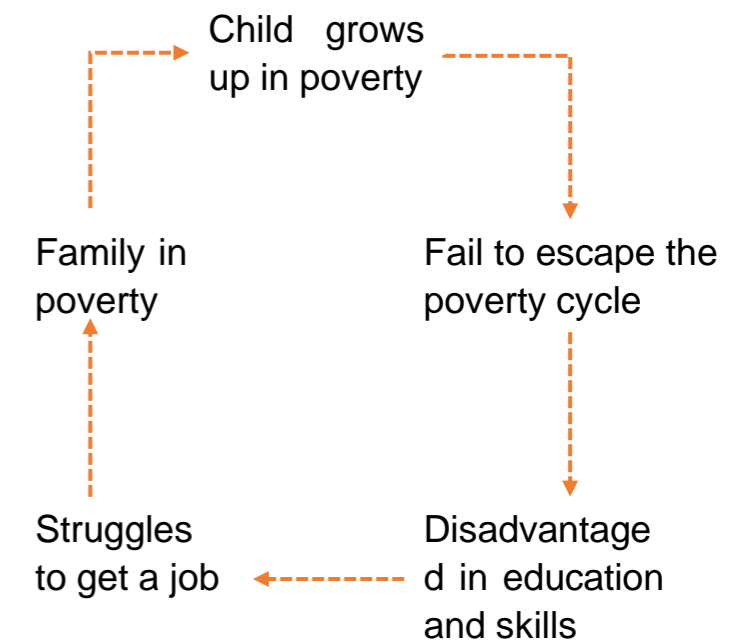 Child grows
up in poverty
Family in
poverty
Fail to escape the
poverty cycle
Struggles
to get a job
Disadvantage
d in education
and skills